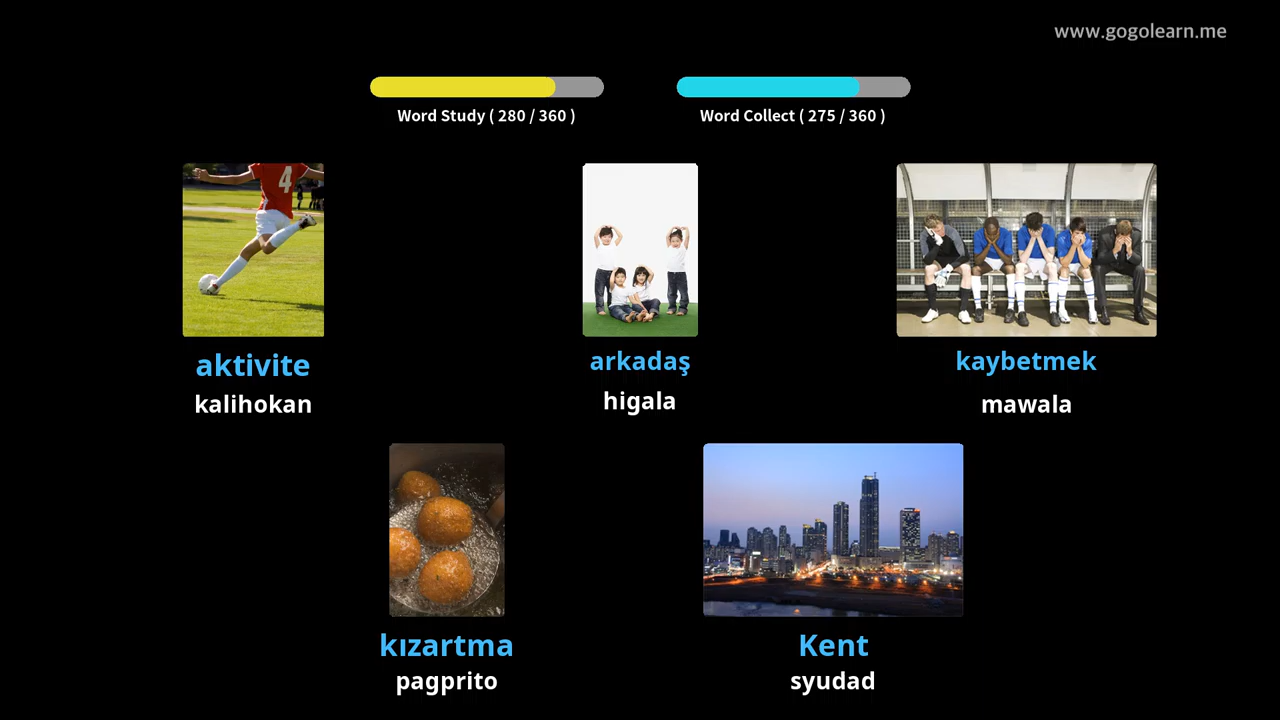 www.gogolearn.me
Word Study ( 280 / 360 )
Word Collect ( 275 / 360 )
4
aktivite
kalihokan
arkadaş
higala
kaybetmek
mawala
kızartma
pagprito
Kent
syudad